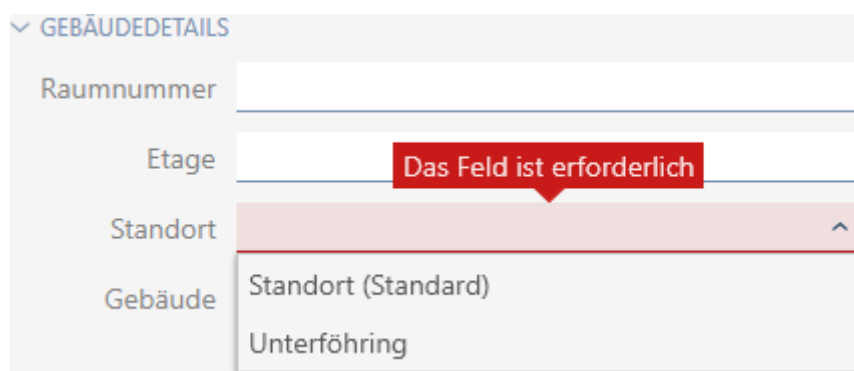 GEBÄUDEDETAILS
Raumnummer
Etage
Das Feld ist erforderlich
Standort
Standort (Standard)
Gebäude
Unterföhring